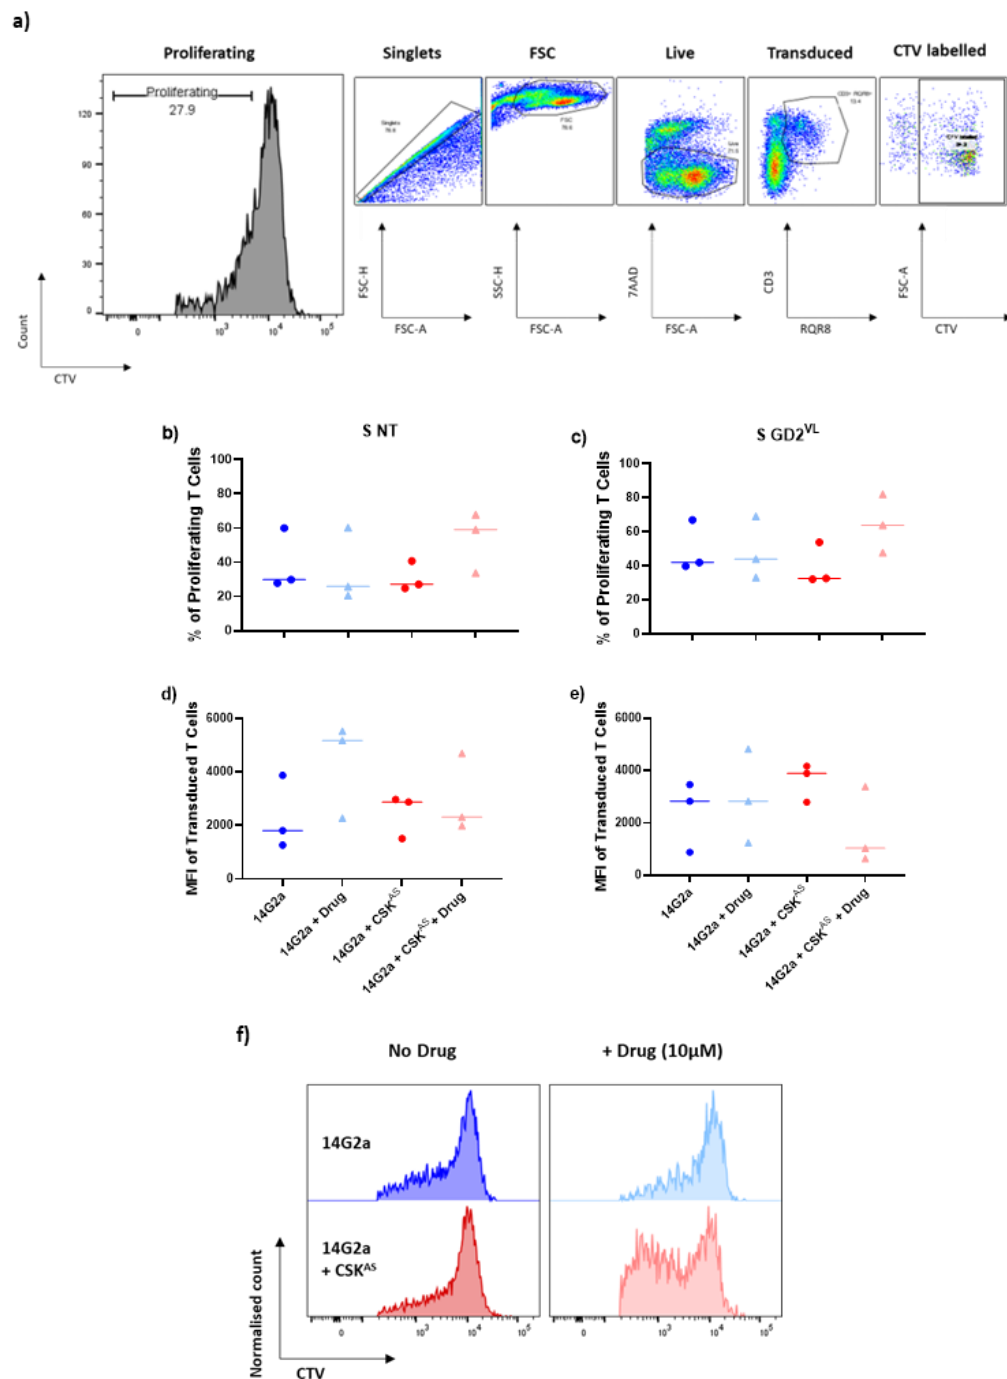 a)
Proliferating
Singlets
FSC
Live
Transduced
CTV labelled
Proliferating
27.9
120
90
60
30
0
0
10³
10⁴
10⁵
Count
CTV
Singlets
FSC
Live
FSC-H
FSC-A
SSC-H
FSC-A
7AAD
FSC-A
CD3
RQR8
FSC-A
CTV
b)
S NT
% of Proliferating T Cells
100
80
60
40
20
0
c)
S GD2ⱽᴸ
% of Proliferating T Cells
100
80
60
40
20
0
d)
MFI of Transduced T Cells
6000
4000
2000
0
14G2a
14G2a + Drug
14G2a + CSKᴬˢ
14G2a + CSKᴬˢ + Drug
e)
MFI of Transduced T Cells
6000
4000
2000
0
14G2a
14G2a + Drug
14G2a + CSKᴬˢ
14G2a + CSKᴬˢ + Drug
f)
No Drug
+ Drug (10µM)
14G2a
14G2a
+ CSKᴬˢ
0
10³
10⁴
10⁵
0
10³
10⁴
10⁵
Normalised count
CTV